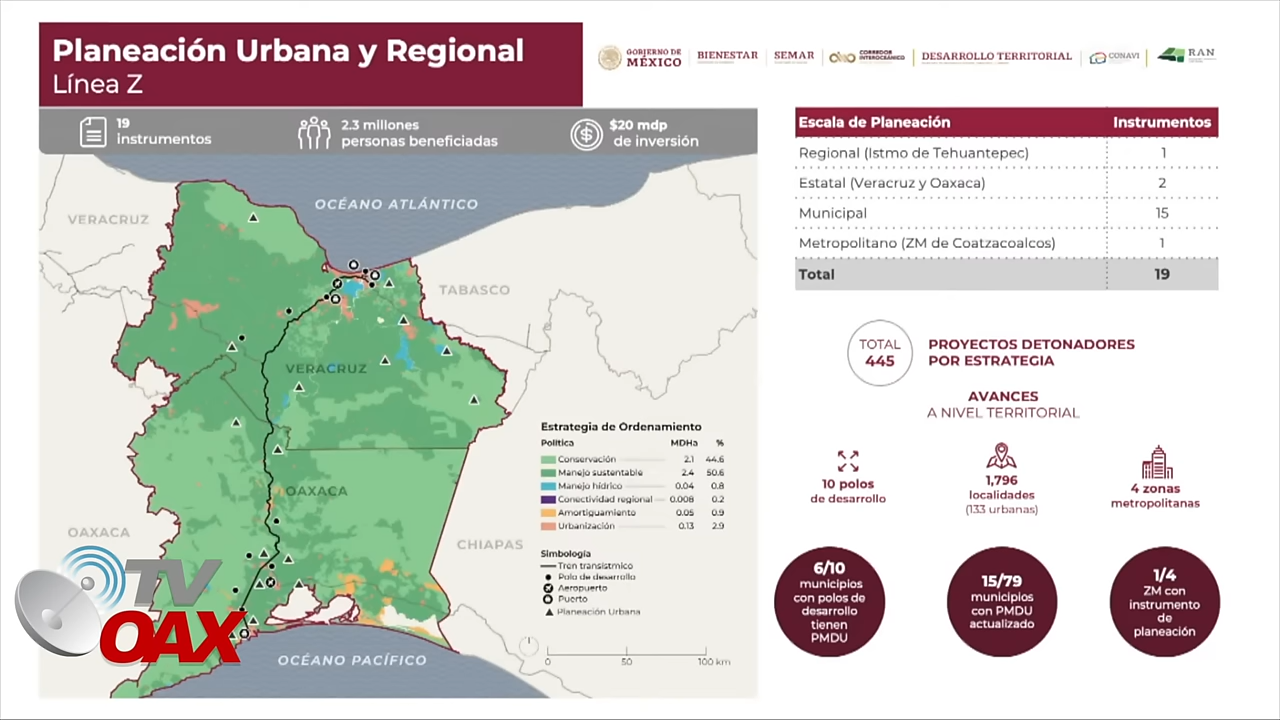 Planeación Urbana y Regional
Línea Z
GOBIERNO DE
MÉXICO
BIENESTAR
SEMAR
CORREDOR
INTEROCEÁNICO
DESARROLLO TERRITORIAL
CONAVI
RAN
19
instrumentos
2.3 millones
personas beneficiadas
$20 mdp
de inversión
OCÉANO ATLÁNTICO
VERACRUZ
TABASCO
VERACRUZ
OAXACA
OAXACA
CHIAPAS
OCÉANO PACÍFICO
Estrategia de Ordenamiento
Política MDHa %
Conservación 2.1 44.6
Manejo sustentable 2.4 50.6
Manejo hídrico 0.04 0.8
Conectividad regional 0.008 0.2
Amortiguamiento 0.05 0.9
Urbanización 0.13 2.9
Simbología
Tren transístmico
Polo de desarrollo
Aeropuerto
Puerto
Planeación Urbana
0 50 100 km
TV
OAX
Escala de Planeación Instrumentos
Regional (Istmo de Tehuantepec) 1
Estatal (Veracruz y Oaxaca) 2
Municipal 15
Metropolitano (ZM de Coatzacoalcos) 1
Total 19
TOTAL
445
PROYECTOS DETONADORES
POR ESTRATEGIA
AVANCES
A NIVEL TERRITORIAL
10 polos
de desarrollo
1,796
localidades
(133 urbanas)
4 zonas
metropolitanas
6/10
municipios
con polos de
desarrollo
tienen
PMDU
15/79
municipios
con PMDU
actualizado
1/4
ZM con
instrumento
de
planeación